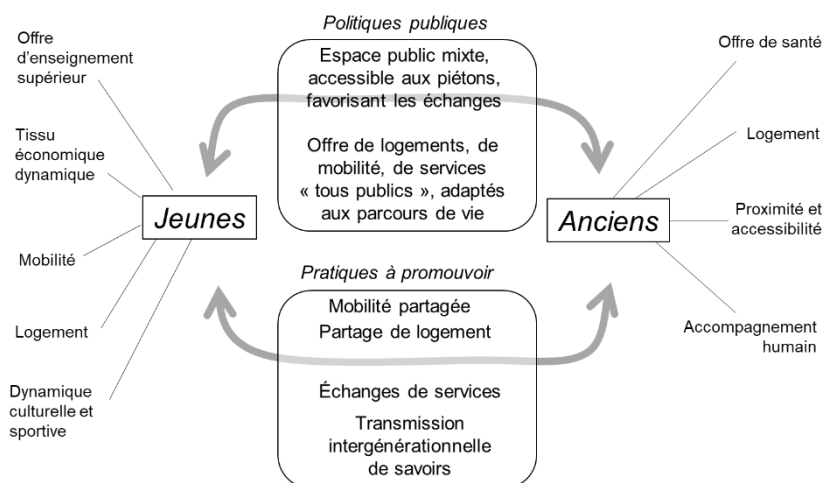 Politiques publiques
Espace public mixte,
accessible aux piétons,
favorisant les échanges
Offre de logements, de
mobilité, de services
« tous publics », adaptés
aux parcours de vie
Offre
d'enseignement
supérieur
Tissu
économique
dynamique
Jeunes
Mobilité
Logement
Dynamique
culturelle et
sportive
Offre de santé
Logement
Anciens
Proximité et
accessibilité
Accompagnement
humain
Pratiques à promouvoir
Mobilité partagée
Partage de logement
Échanges de services
Transmission
intergénérationnelle
de savoirs